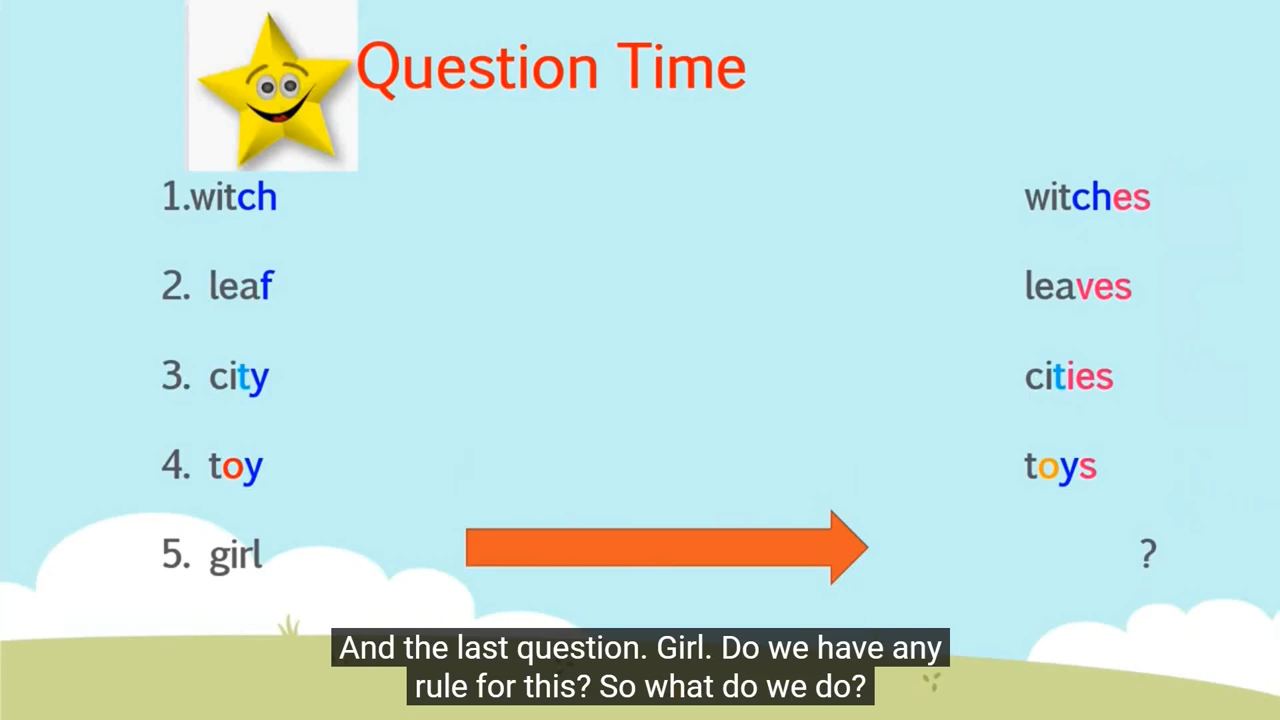 Question Time
1.witch witches
2. leaf leaves
3. city cities
4. toy toys
5. girl ?
And the last question. Girl. Do we have any
rule for this? So what do we do?